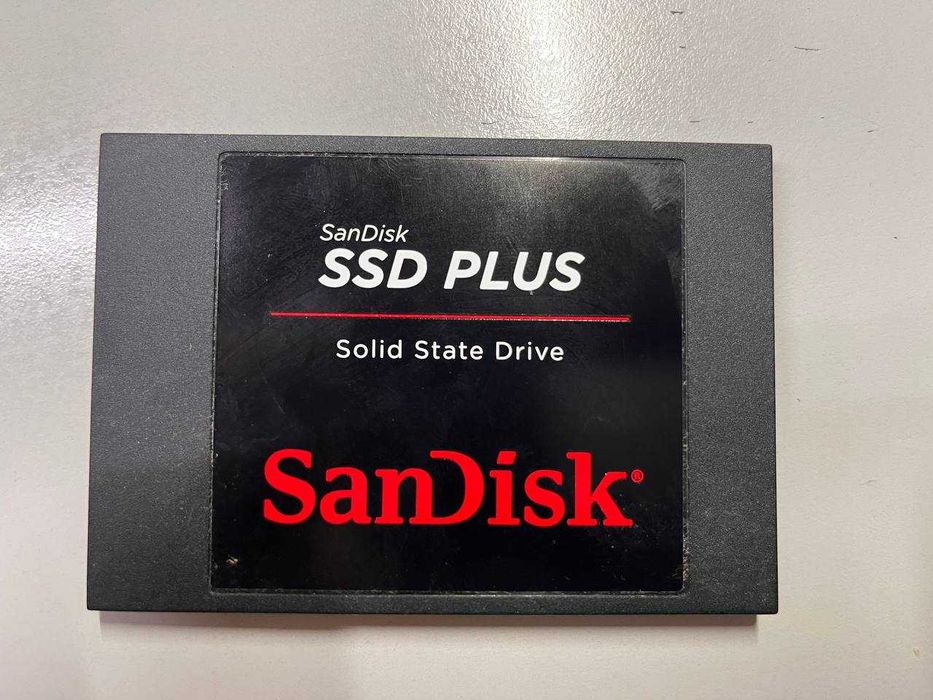 SanDisk
SSD PLUS
Solid State Drive
SanDisk®